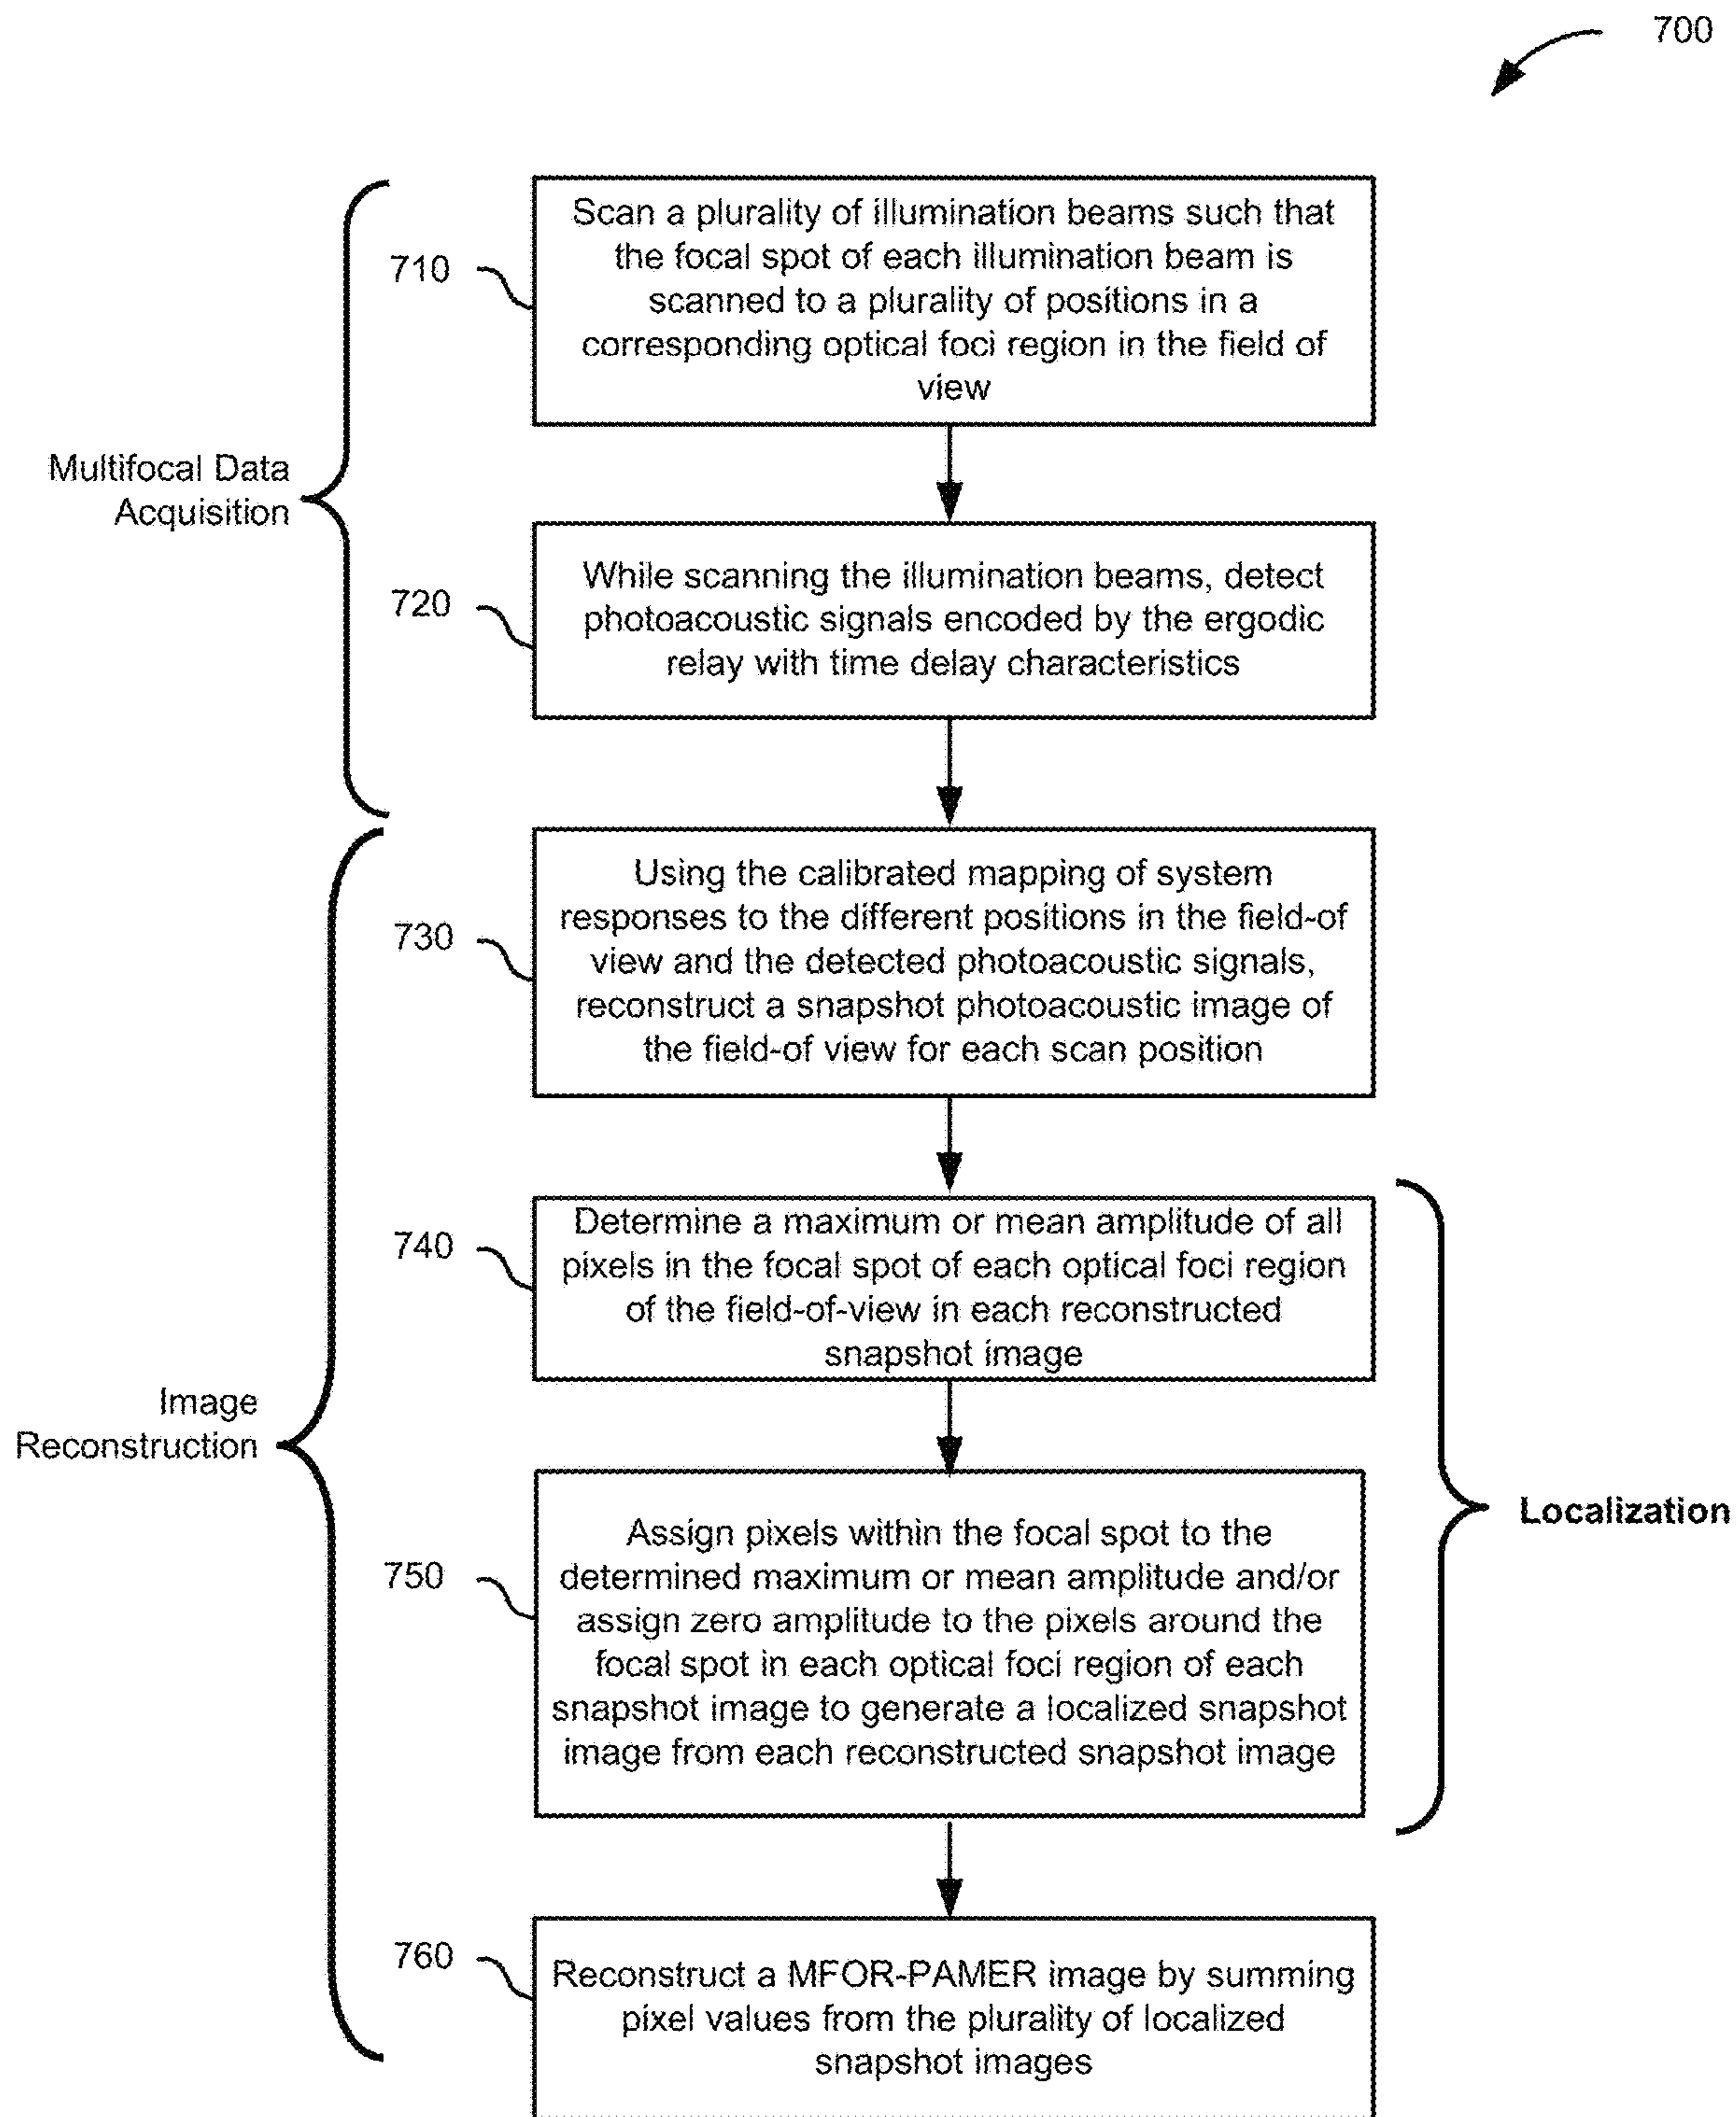 700
Multifocal Data
Acquisition
710
Scan a plurality of illumination beams such that
the focal spot of each illumination beam is
scanned to a plurality of positions in a
corresponding optical foci region in the field of
view
720
While scanning the illumination beams, detect
photoacoustic signals encoded by the ergodic
relay with time delay characteristics
Image
Reconstruction
730
Using the calibrated mapping of system
responses to the different positions in the field-of
view and the detected photoacoustic signals,
reconstruct a snapshot photoacoustic image of
the field-of view for each scan position
Localization
740
Determine a maximum or mean amplitude of all
pixels in the focal spot of each optical foci region
of the field-of-view in each reconstructed
snapshot image
750
Assign pixels within the focal spot to the
determined maximum or mean amplitude and/or
assign zero amplitude to the pixels around the
focal spot in each optical foci region of each
snapshot image to generate a localized snapshot
image from each reconstructed snapshot image
760
Reconstruct a MFOR-PAMER image by summing
pixel values from the plurality of localized
snapshot images